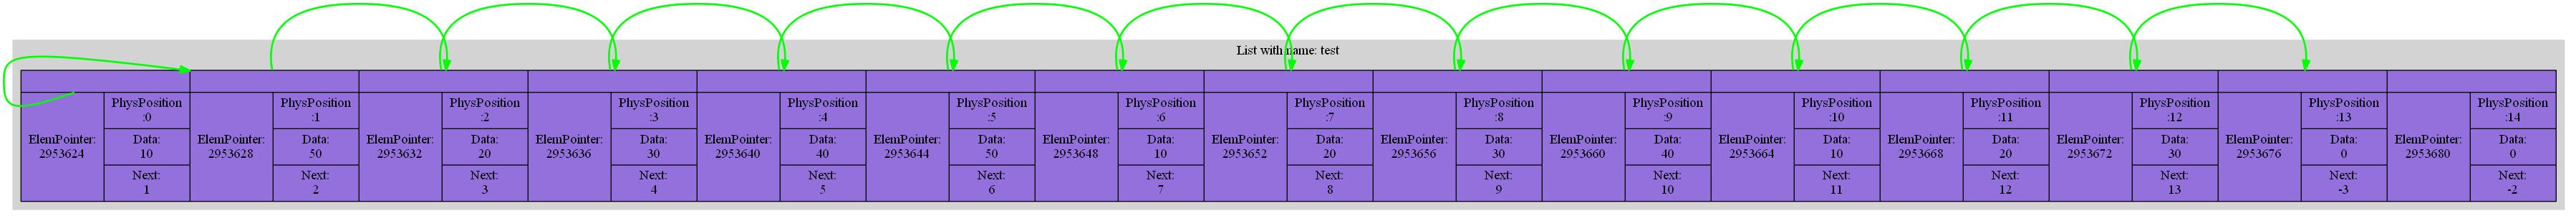 List with name: test
ElemPointer:
2953624
PhysPosition
:0
Data:
10
Next:
1
ElemPointer:
2953628
PhysPosition
:1
Data:
50
Next:
2
ElemPointer:
2953632
PhysPosition
:2
Data:
20
Next:
3
ElemPointer:
2953636
PhysPosition
:3
Data:
30
Next:
4
ElemPointer:
2953640
PhysPosition
:4
Data:
40
Next:
5
ElemPointer:
2953644
PhysPosition
:5
Data:
50
Next:
6
ElemPointer:
2953648
PhysPosition
:6
Data:
10
Next:
7
ElemPointer:
2953652
PhysPosition
:7
Data:
20
Next:
8
ElemPointer:
2953656
PhysPosition
:8
Data:
30
Next:
9
ElemPointer:
2953660
PhysPosition
:9
Data:
40
Next:
10
ElemPointer:
2953664
PhysPosition
:10
Data:
10
Next:
11
ElemPointer:
2953668
PhysPosition
:11
Data:
20
Next:
12
ElemPointer:
2953672
PhysPosition
:12
Data:
30
Next:
13
ElemPointer:
2953676
PhysPosition
:13
Data:
0
Next:
-3
ElemPointer:
2953680
PhysPosition
:14
Data:
0
Next:
-2